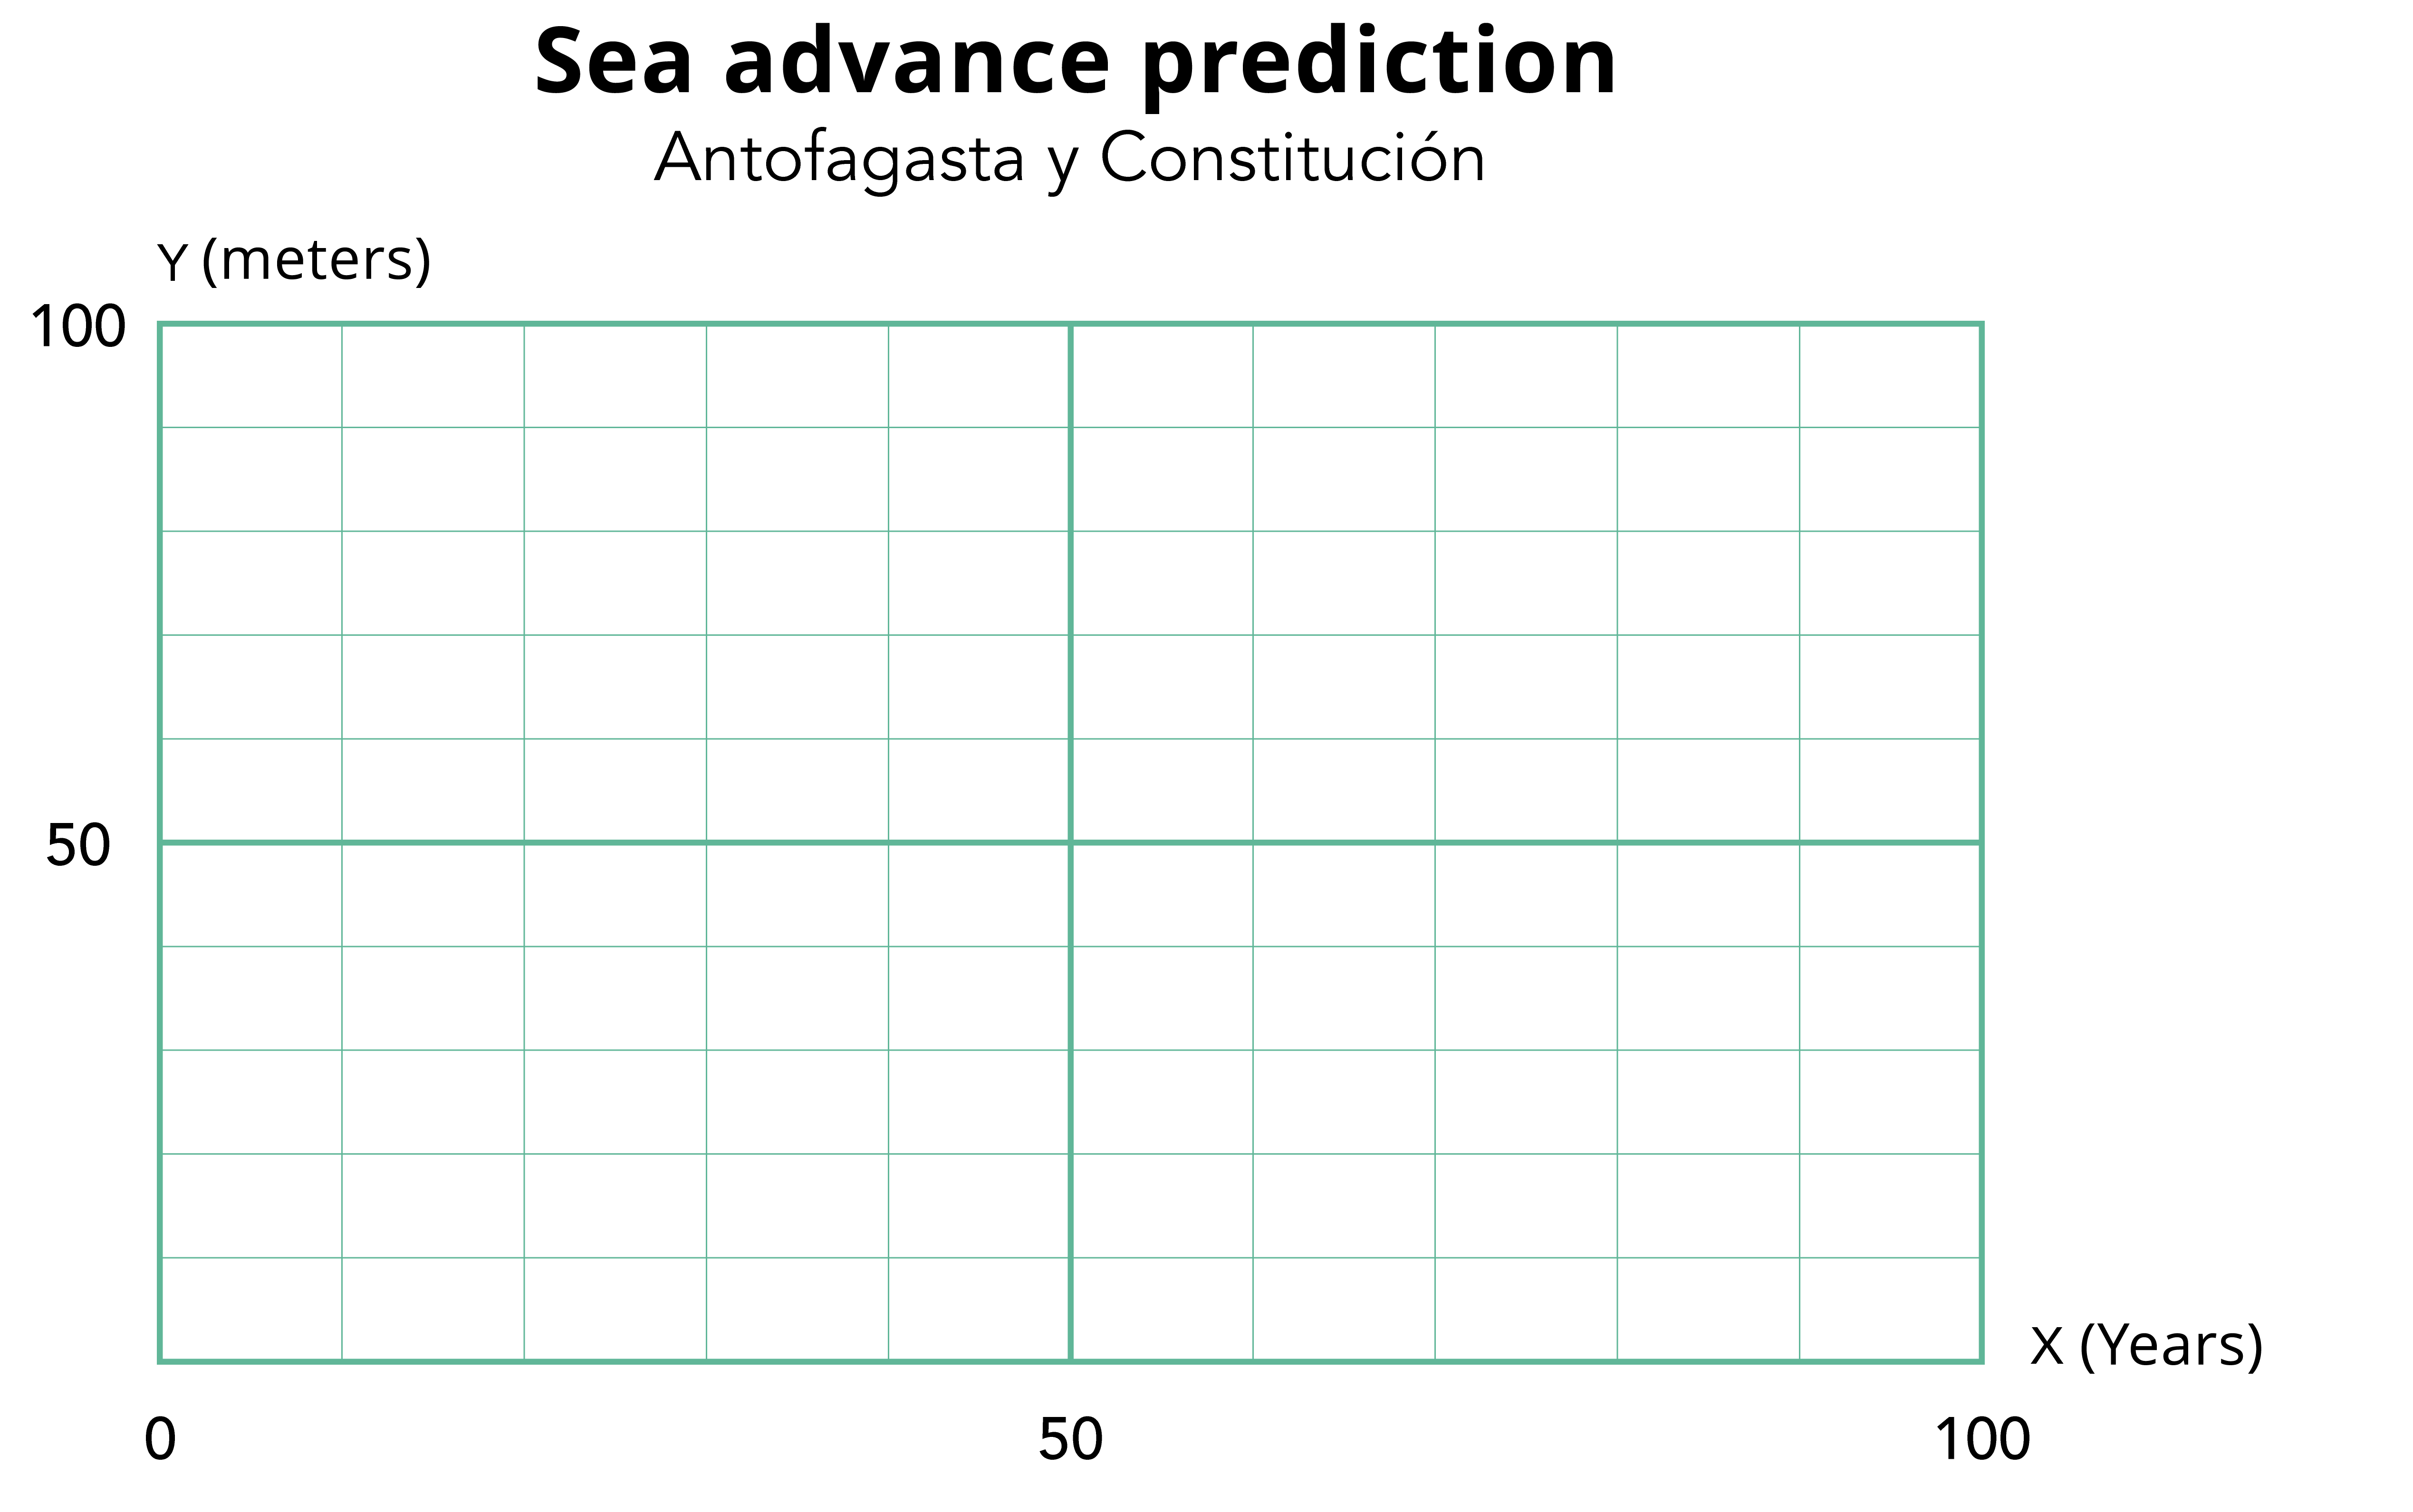 Sea advance prediction
Antofagasta y Constitución
Y (meters)
100
50
X (Years)
0 50 100